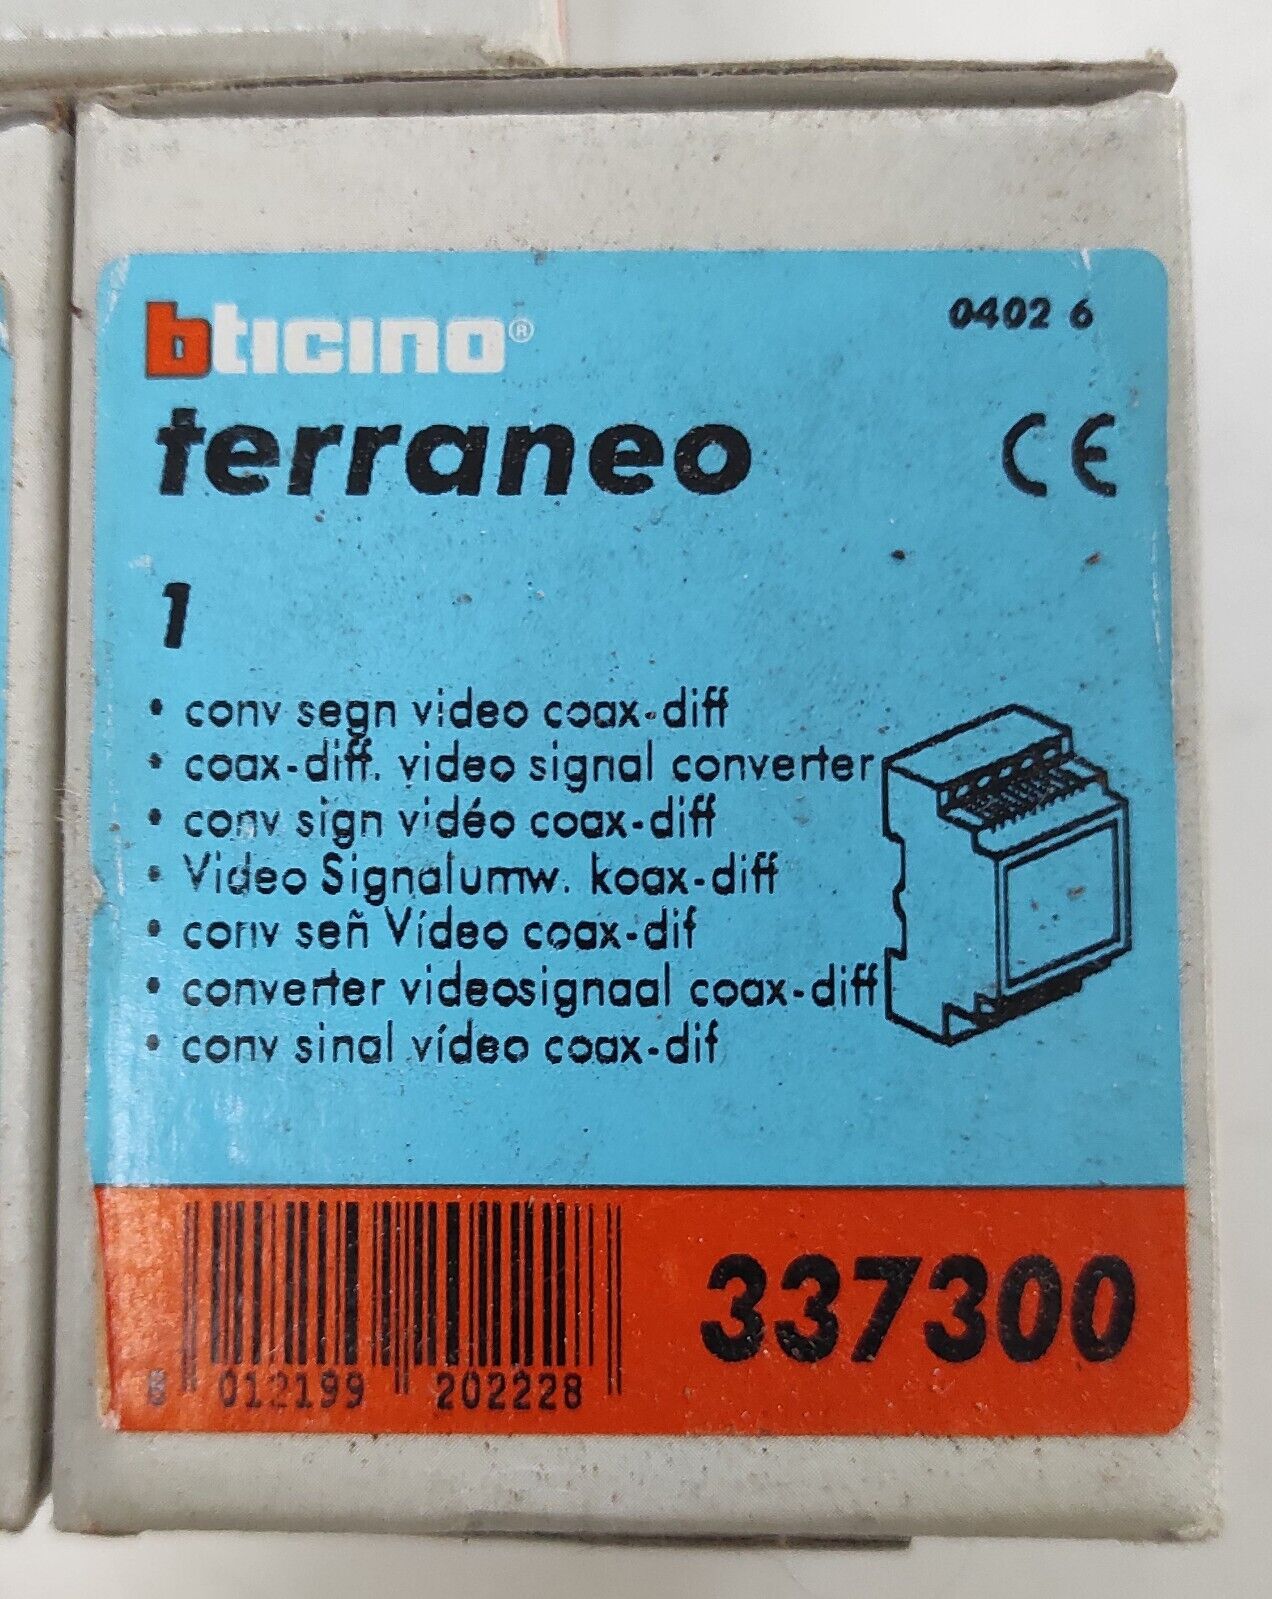 bticino®
0402 6
terraneo
CE
1
• conv segn video coax-diff
• coax-diff. video signal converter
• conv sign vidéo coax-diff
• Video Signalumw. koax-diff
• conv señ Vídeo coax-dif
• converter videosignaal coax-diff
• conv sinal vídeo coax-dif
337300
8 012199 202228